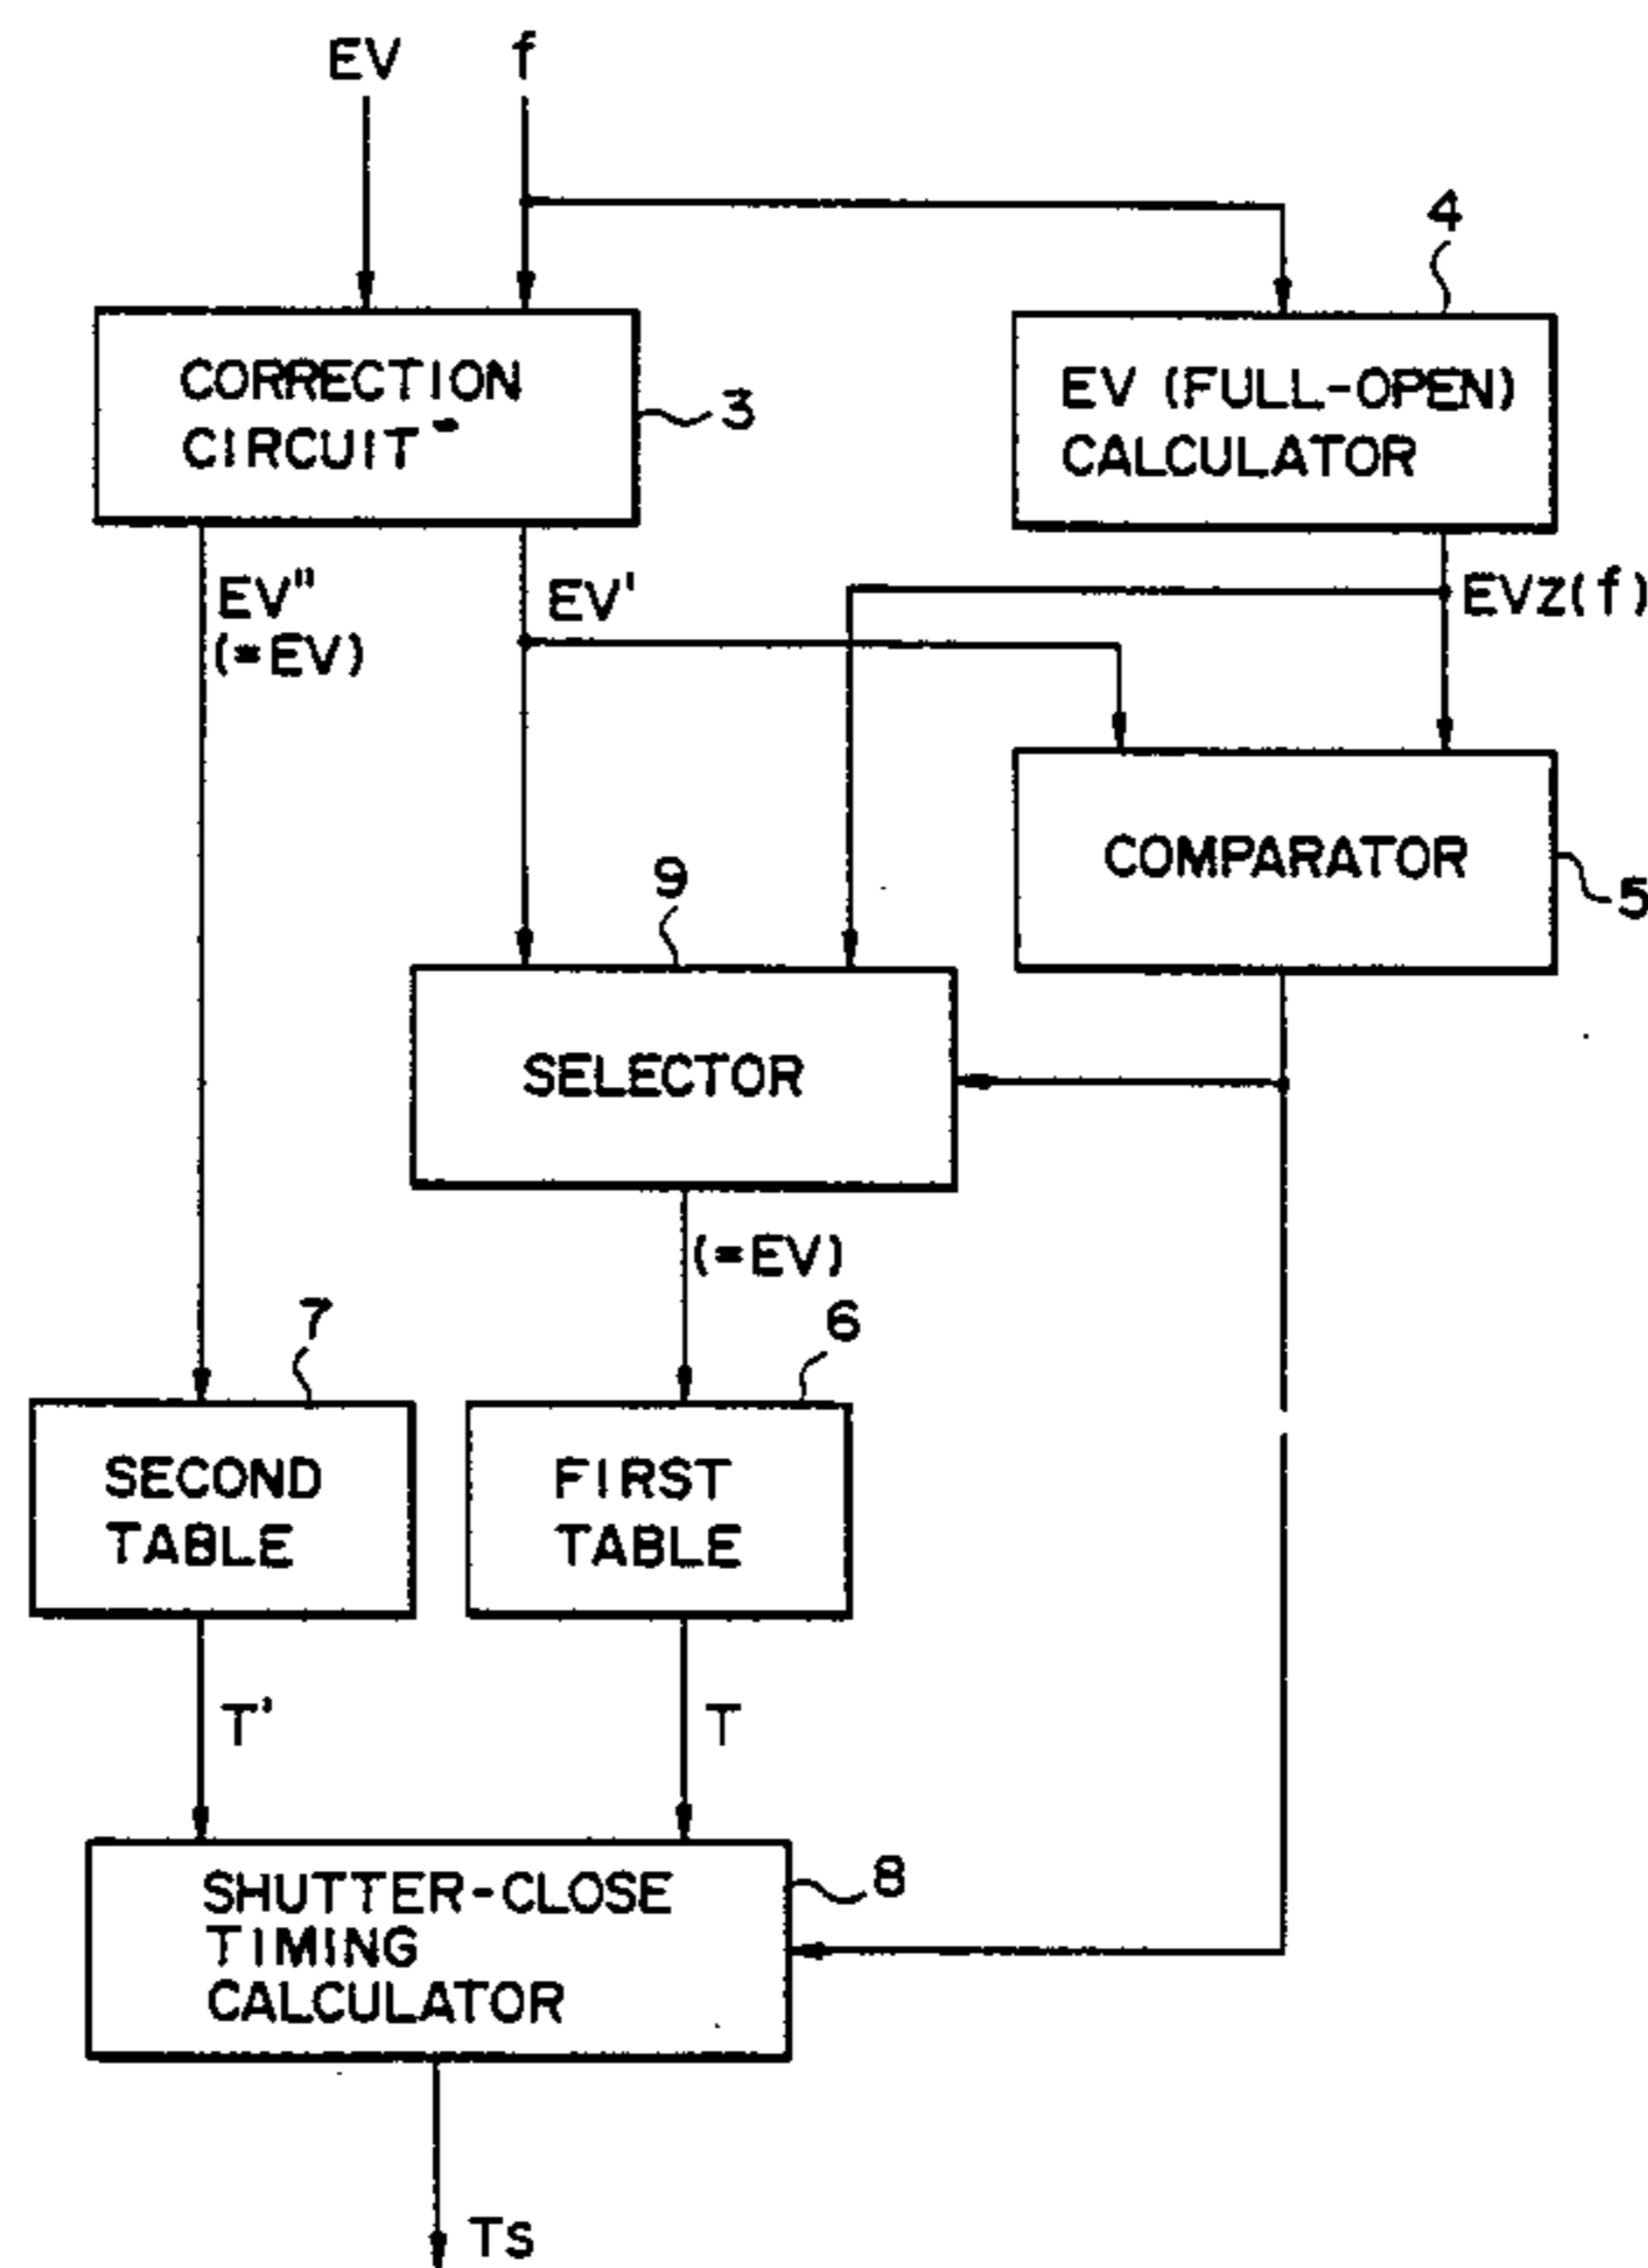 EV f
4
CORRECTION
CIRCUIT
3
EV (FULL-OPEN)
CALCULATOR
EV"
(=EV)
EV'
EVZ(f)
COMPARATOR
5
9
SELECTOR
(=EV)
7
6
SECOND
TABLE
FIRST
TABLE
T'
T
SHUTTER-CLOSE
TIMING
CALCULATOR
8
TS